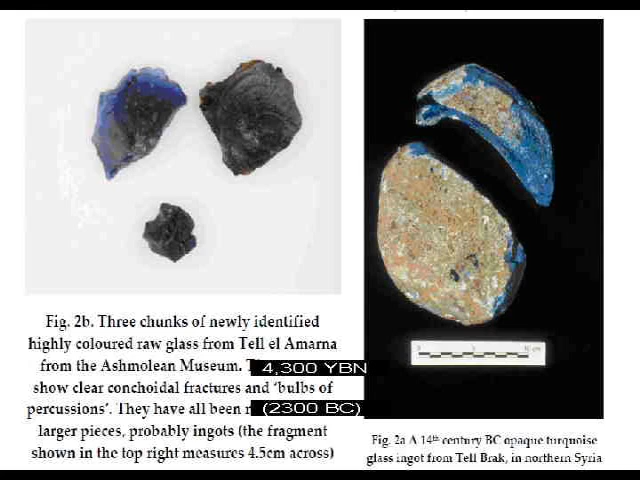 Fig. 2b. Three chunks of newly identified
highly coloured raw glass from Tell el Amarna
from the Ashmolean Museum.
4,300 YBN
show clear conchoidal fractures and 'bulbs of
percussions'. They have all been
(2300 BC)
larger pieces, probably ingots (the fragment
shown in the top right measures 4.5cm across)
Fig. 2a A 14th century BC opaque turquoise
glass ingot from Tell Brak, in northern Syria